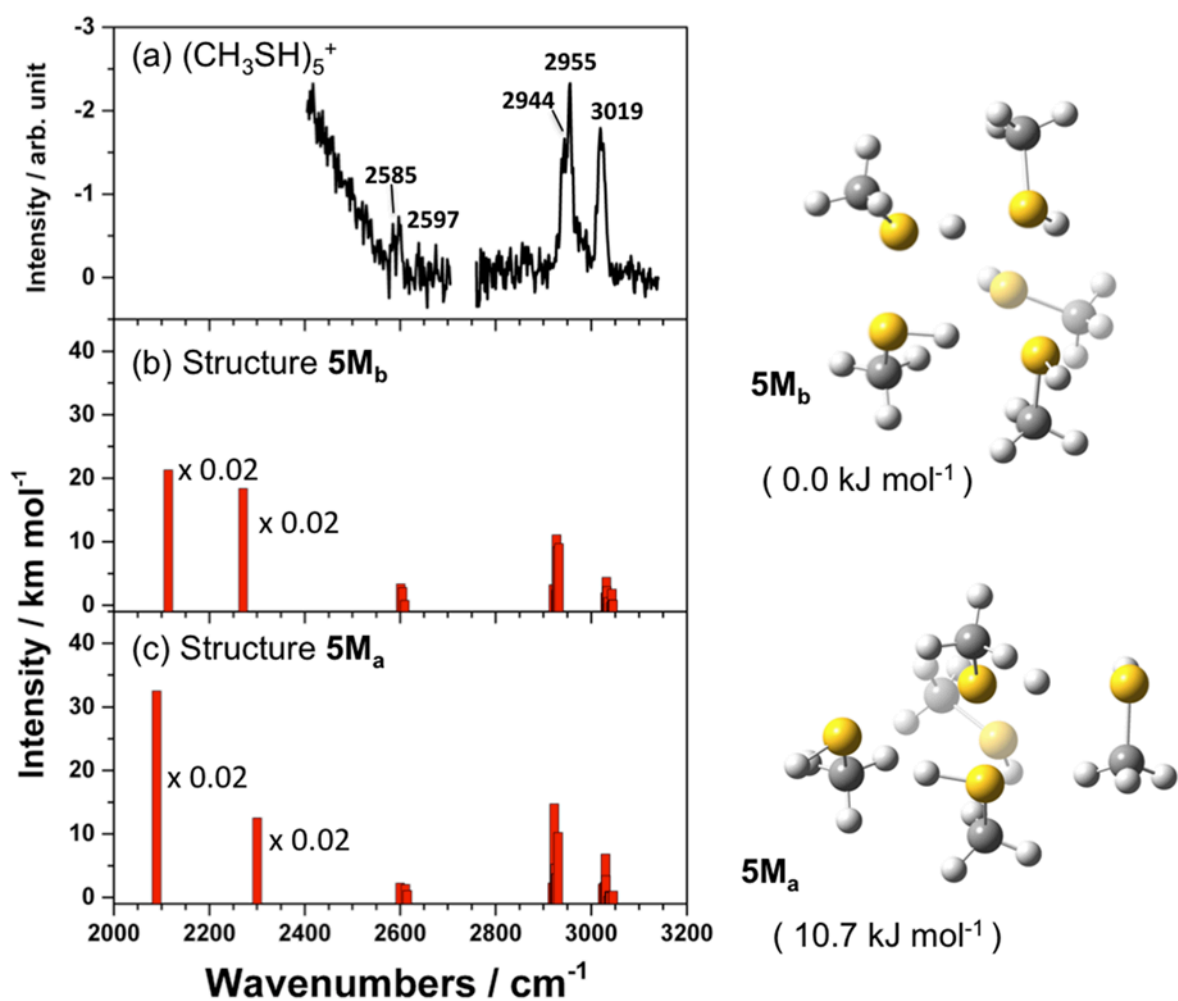 -3
(a) (CH₃SH)₅⁺
2955
2944
3019
-2
-1
2585
2597
0
Intensity / arb. unit
40
(b) Structure 5Mb
30
20
x 0.02
x 0.02
10
0
40
(c) Structure 5Ma
30
20
x 0.02
x 0.02
10
0
Intensity / km mol⁻¹
2000 2200 2400 2600 2800 3000 3200
Wavenumbers / cm⁻¹
5Mb
( 0.0 kJ mol⁻¹ )
5Ma
( 10.7 kJ mol⁻¹ )